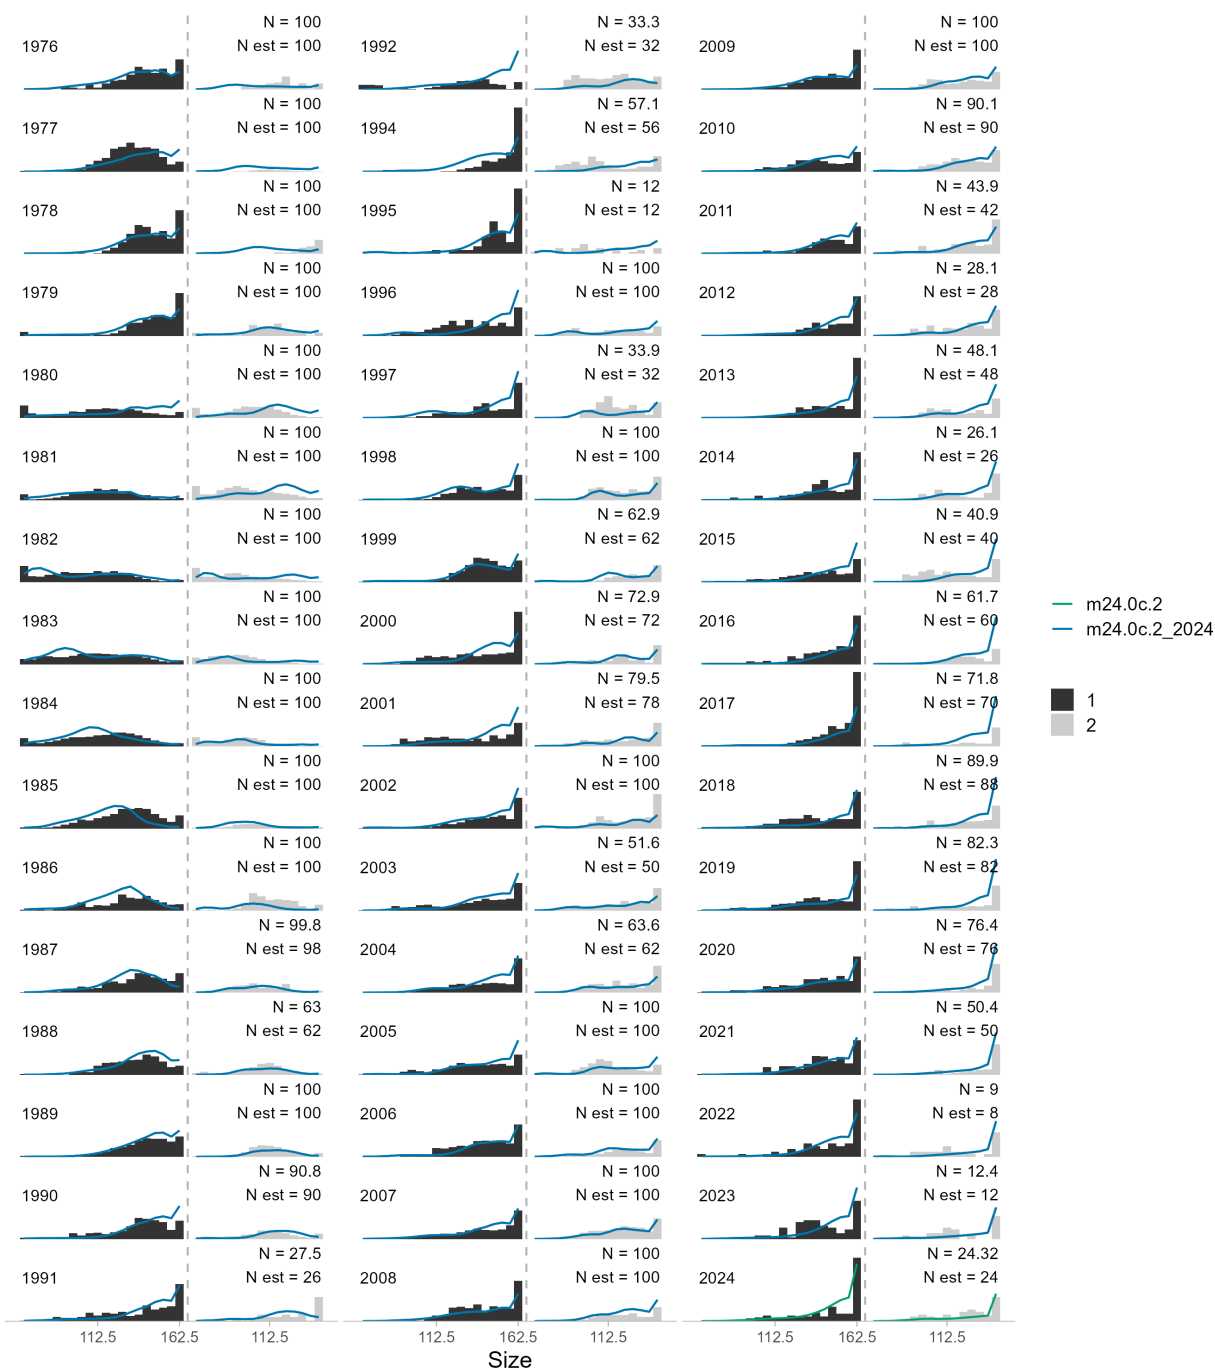 N = 100
1976
N est = 100
N = 100
1977
N est = 100
N = 100
1978
N est = 100
N = 100
1979
N est = 100
N = 100
1980
N est = 100
N = 100
1981
N est = 100
N = 100
1982
N est = 100
N = 100
1983
N est = 100
N = 100
1984
N est = 100
N = 100
1985
N est = 100
N = 100
1986
N est = 100
N = 99.8
1987
N est = 98
N = 63
1988
N est = 62
N = 100
1989
N est = 100
N = 90.8
1990
N est = 90
N = 27.5
1991
N est = 26
112.5
162.5
112.5
N = 33.3
1992
N est = 32
N = 57.1
1994
N est = 56
N = 12
1995
N est = 12
N = 100
1996
N est = 100
N = 33.9
1997
N est = 32
N = 100
1998
N est = 100
N = 62.9
1999
N est = 62
N = 72.9
2000
N est = 72
N = 79.5
2001
N est = 78
N = 100
2002
N est = 100
N = 51.6
2003
N est = 50
N = 63.6
2004
N est = 62
N = 100
2005
N est = 100
N = 100
2006
N est = 100
N = 100
2007
N est = 100
N = 100
2008
N est = 100
112.5
162.5
112.5
N = 100
2009
N est = 100
N = 90.1
2010
N est = 90
N = 43.9
2011
N est = 42
N = 28.1
2012
N est = 28
N = 48.1
2013
N est = 48
N = 26.1
2014
N est = 26
N = 40.9
2015
N est = 40
N = 61.7
2016
N est = 60
N = 71.8
2017
N est = 70
N = 89.9
2018
N est = 88
N = 82.3
2019
N est = 82
N = 76.4
2020
N est = 76
N = 50.4
2021
N est = 50
N = 9
2022
N est = 8
N = 12.4
2023
N est = 12
N = 24.32
2024
N est = 24
112.5
162.5
112.5
Size
m24.0c.2
m24.0c.2_2024
1
2